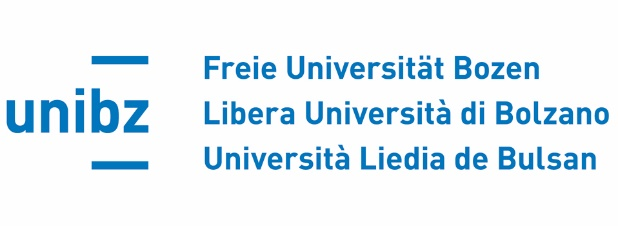 unibz
Freie Universität Bozen
Libera Università di Bolzano
Università Liedia de Bulsan